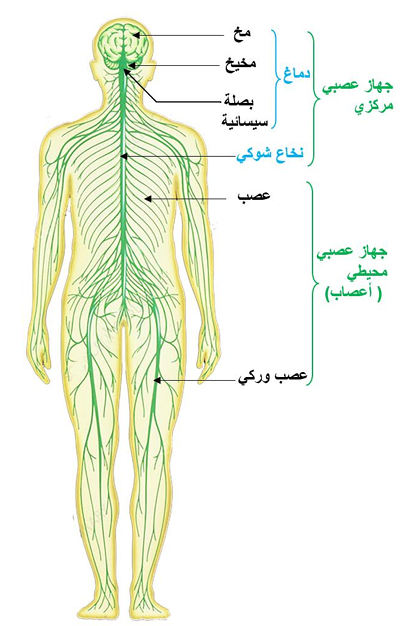 مخ
مخيخ
بصلة
سيسائية
دماغ
نخاع شوكي
جهاز عصبي
مركزي
عصب
عصب وركي
جهاز عصبي
محيطي
( أعصاب)